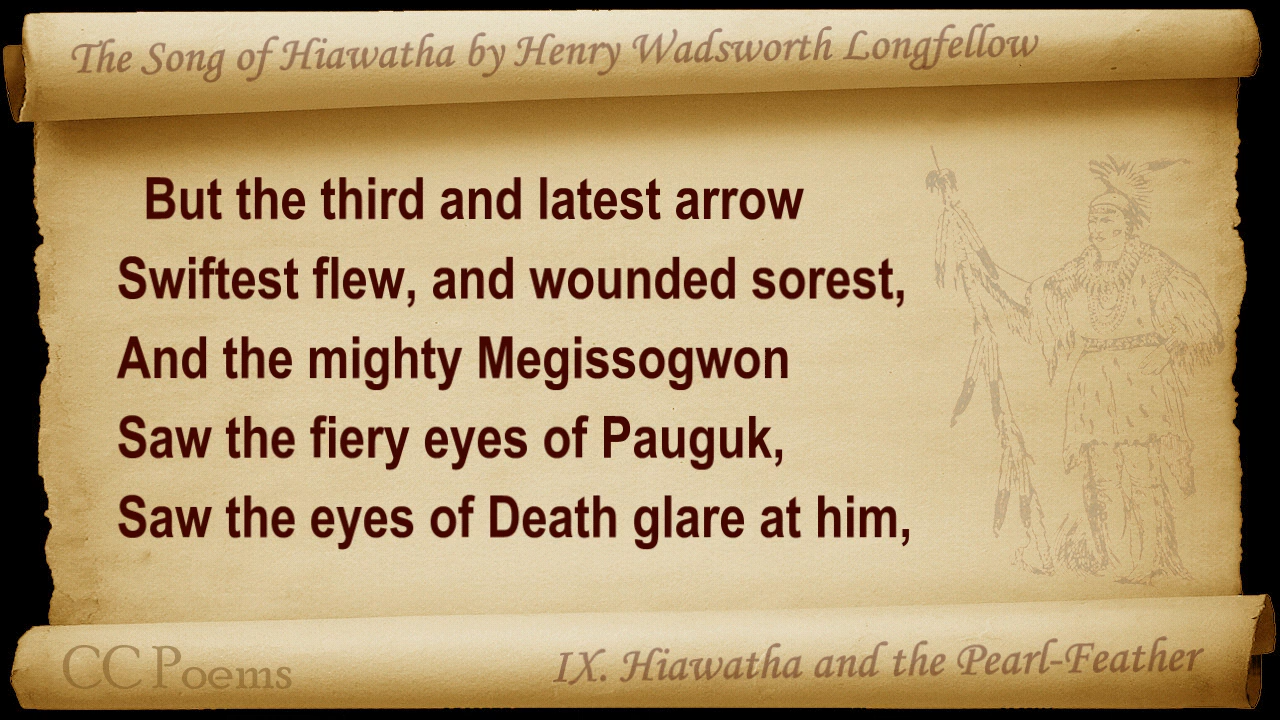 The Song of Hiawatha by Henry Wadsworth Longfellow
But the third and latest arrow
Swiftest flew, and wounded sorest,
And the mighty Megissogwon
Saw the fiery eyes of Pauguk,
Saw the eyes of Death glare at him,
CC Poems
IX. Hiawatha and the Pearl-Feather